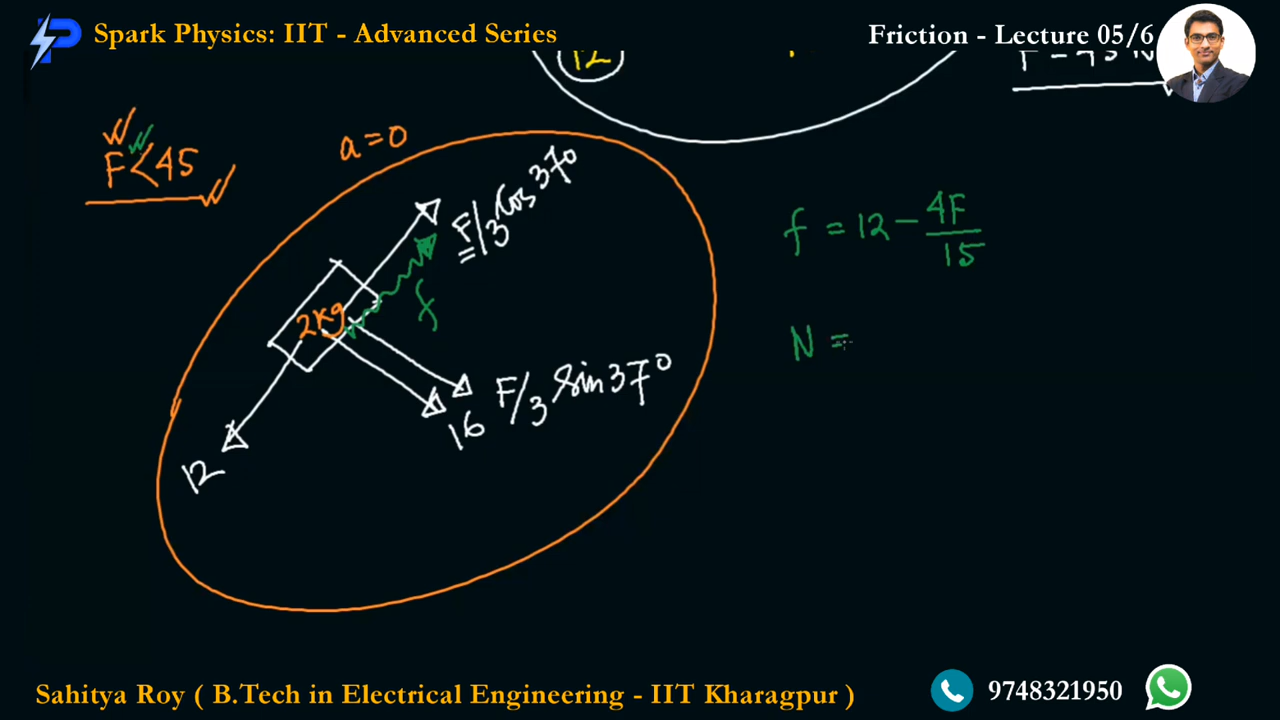 Spark Physics: IIT - Advanced Series
Friction - Lecture 05/6
12
F < 45
a = 0
F/3 Cos 37°
f = 12 - 4F/15
2kg
f
N =
F/3 Sin 37°
16
12
Sahitya Roy ( B.Tech in Electrical Engineering - IIT Kharagpur )
9748321950